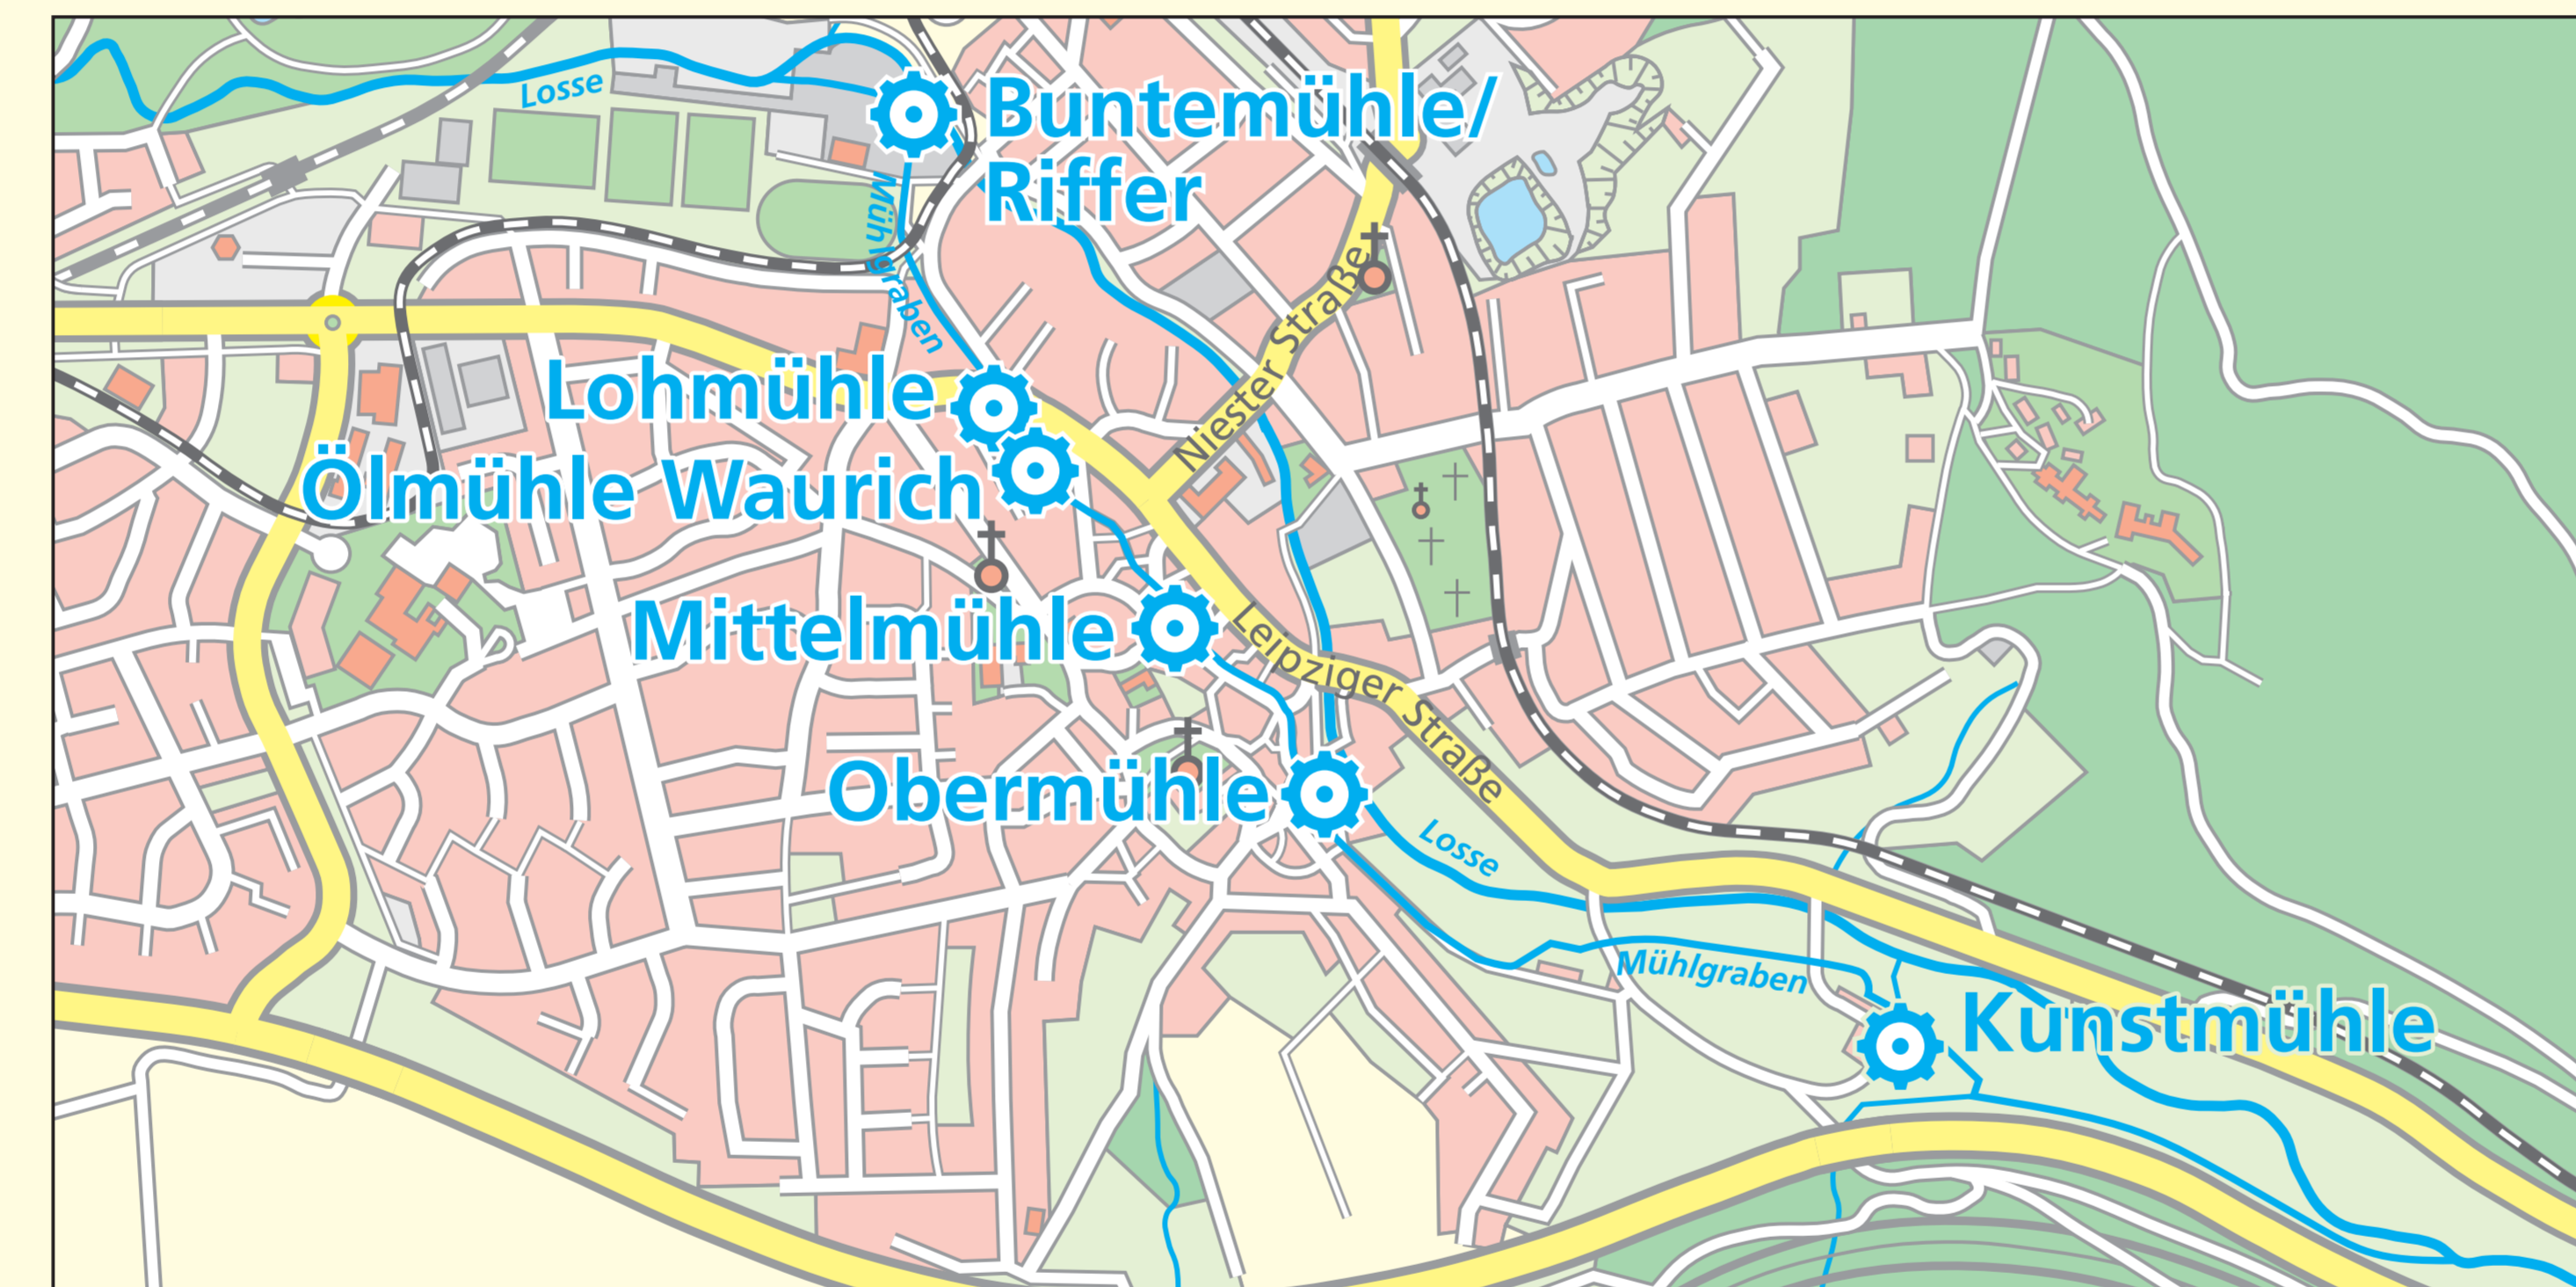 Losse
Buntemühle/
Riffer
Mühlgraben
Niester Straße
Lohmühle
Ölmühle Waurich
Mittelmühle
Leipziger Straße
Obermühle
Losse
Mühlgraben
Kunstmühle